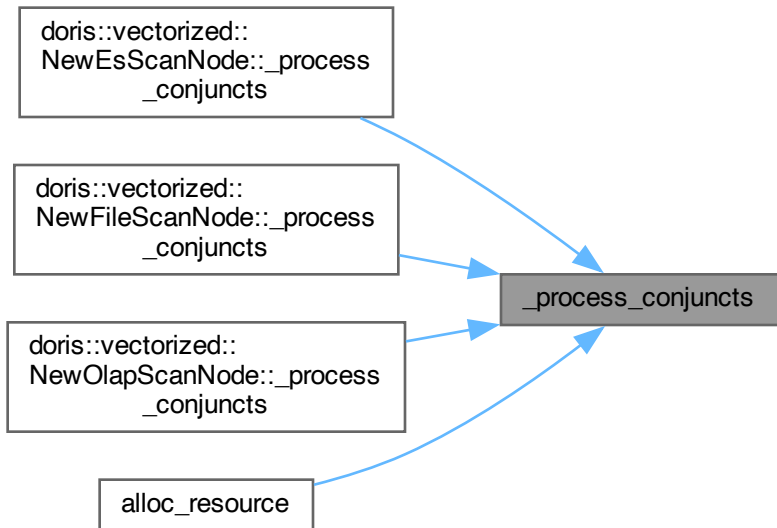 doris::vectorized::
NewEsScanNode::_process
_conjuncts
doris::vectorized::
NewFileScanNode::_process
_conjuncts
_process_conjuncts
doris::vectorized::
NewOlapScanNode::_process
_conjuncts
alloc_resource